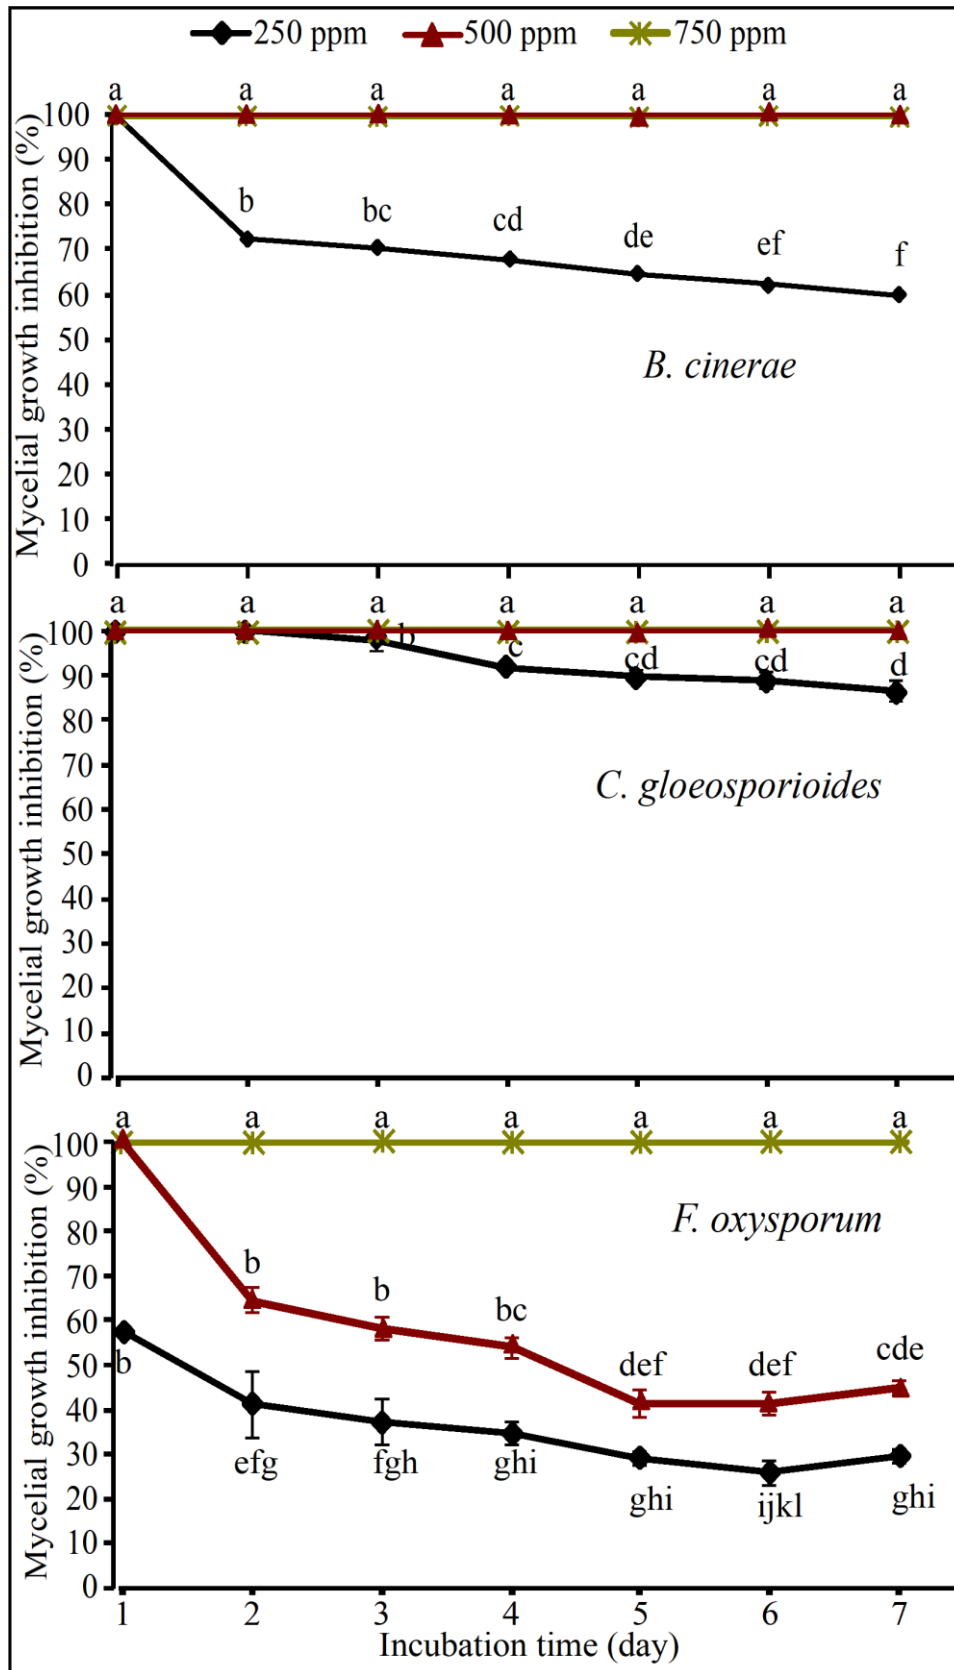 250 ppm 500 ppm 750 ppm
a a a a a a a
Mycelial growth inhibition (%)
100
90
80
70
60
50
40
30
20
10
0
b bc cd de ef f
B. cinerae
a a a a a a a
Mycelial growth inhibition (%)
100
90
80
70
60
50
40
30
20
10
0
b c cd cd d
C. gloeosporioides
a a a a a a a
Mycelial growth inhibition (%)
100
90
80
70
60
50
40
30
20
10
0
F. oxysporum
b b bc def def cde
b efg fgh ghi ghi ijkl ghi
1 2 3 4 5 6 7
Incubation time (day)